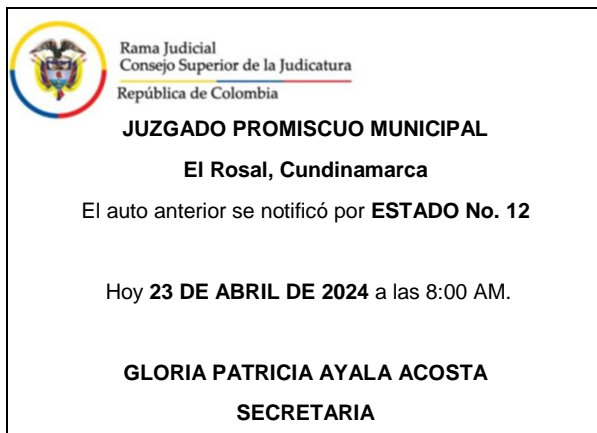 Rama Judicial
Consejo Superior de la Judicatura
República de Colombia
JUZGADO PROMISCUO MUNICIPAL
El Rosal, Cundinamarca
El auto anterior se notificó por ESTADO No. 12
Hoy 23 DE ABRIL DE 2024 a las 8:00 AM.
GLORIA PATRICIA AYALA ACOSTA
SECRETARIA